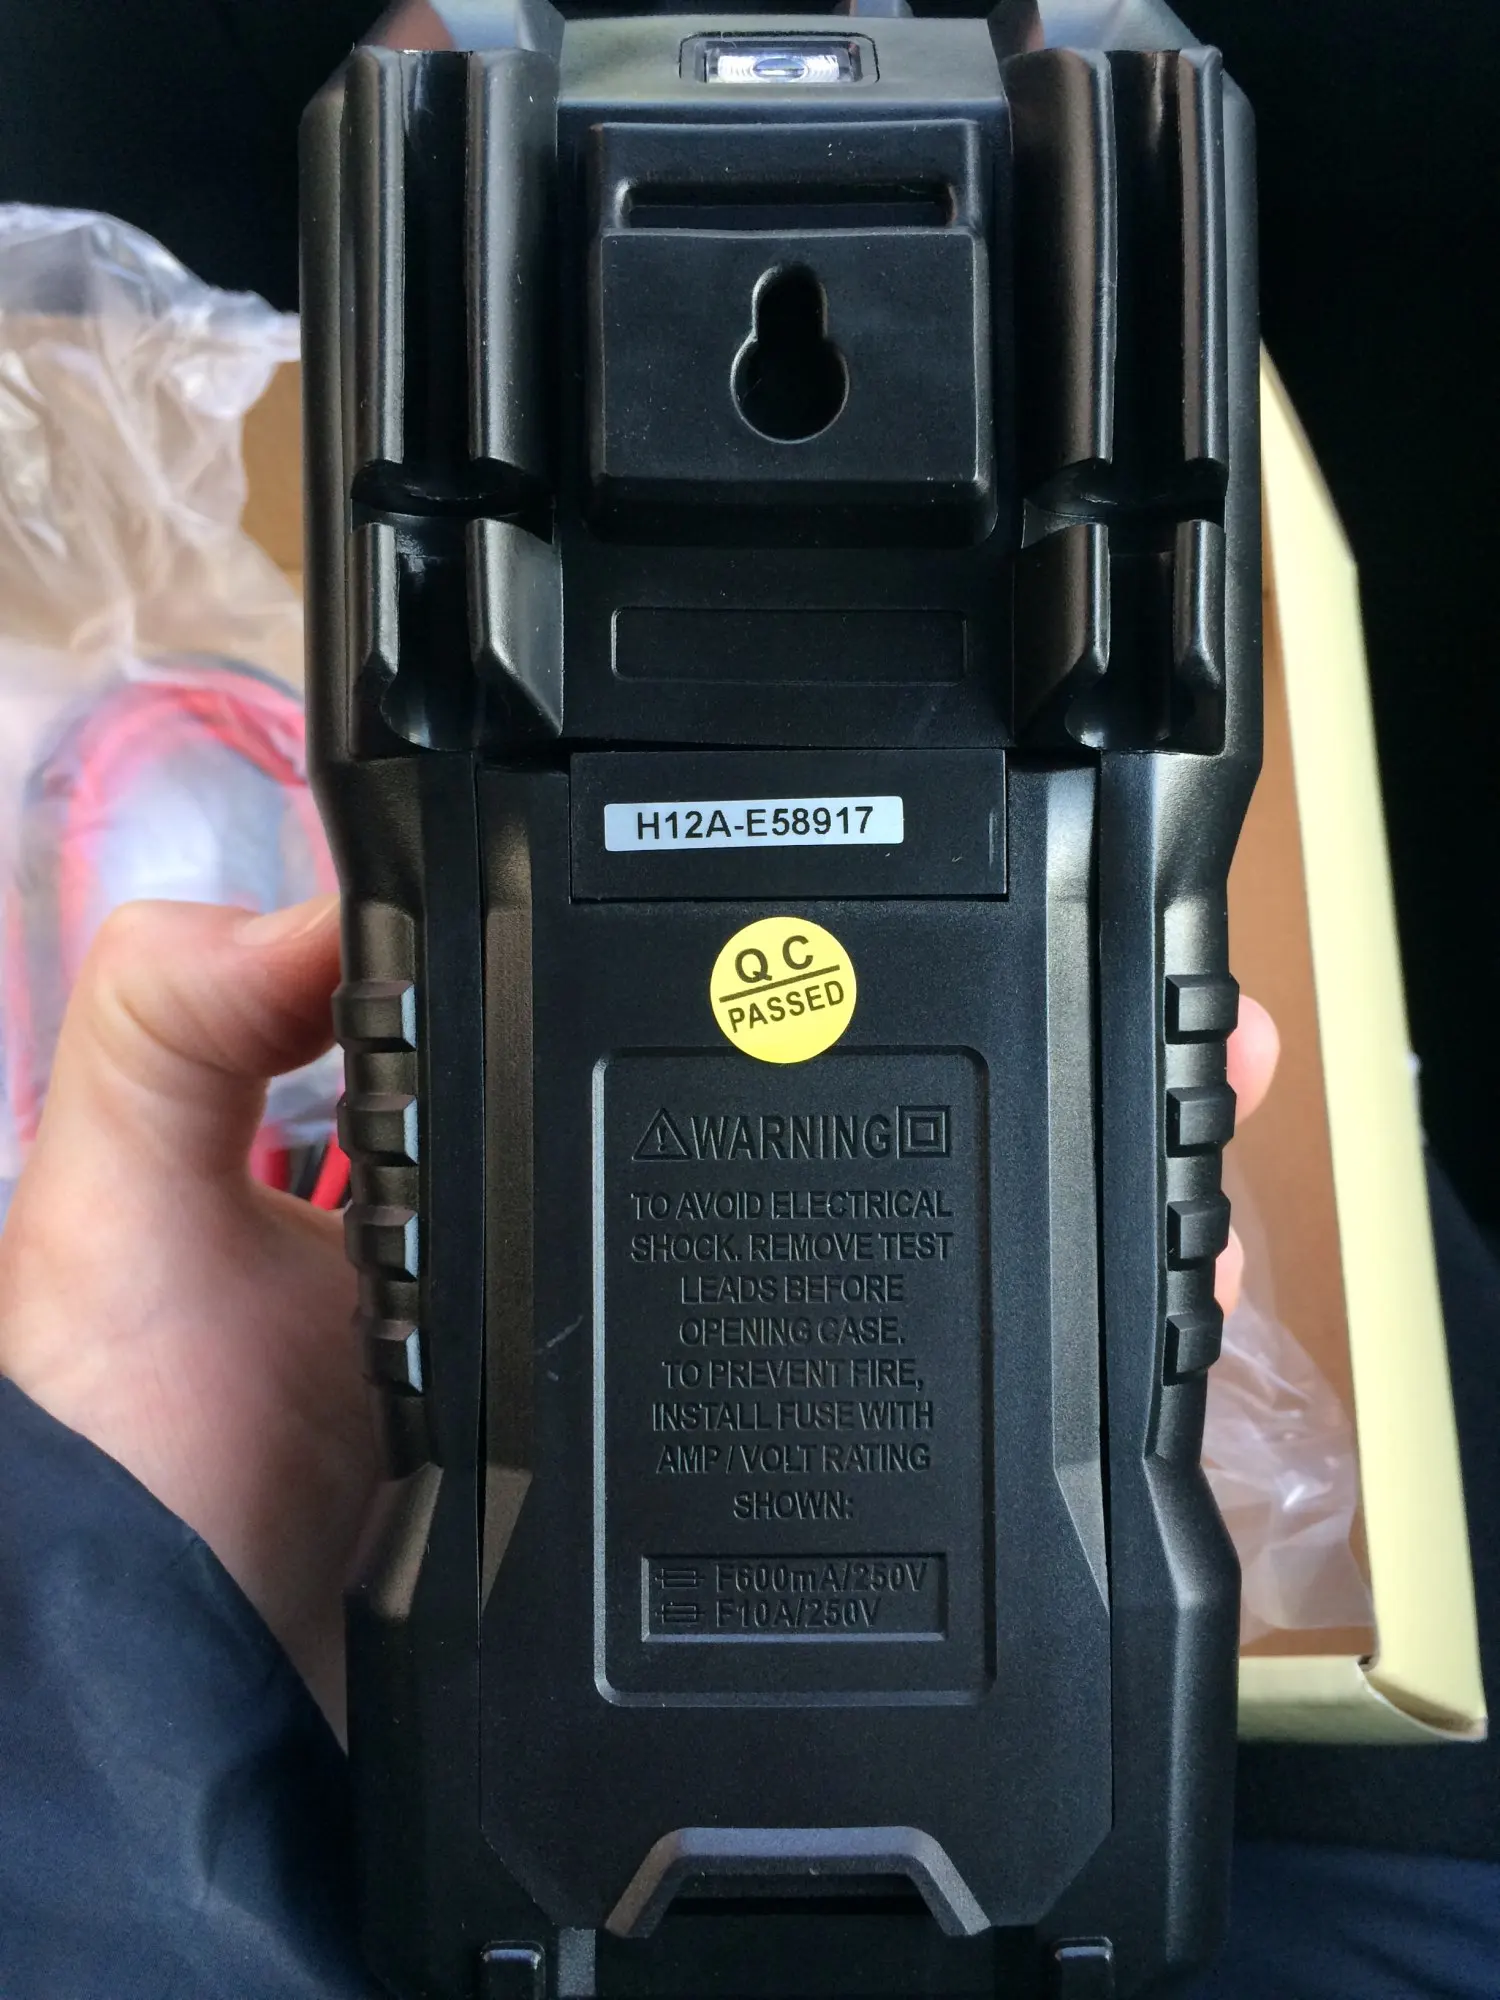 H12A-E58917
QC
PASSED
WARNING
TO AVOID ELECTRICAL
SHOCK. REMOVE TEST
LEADS BEFORE
OPENING CASE.
TO PREVENT FIRE,
INSTALL FUSE WITH
AMP/VOLT RATING
SHOWN:
F600mA/250V
F10A/250V